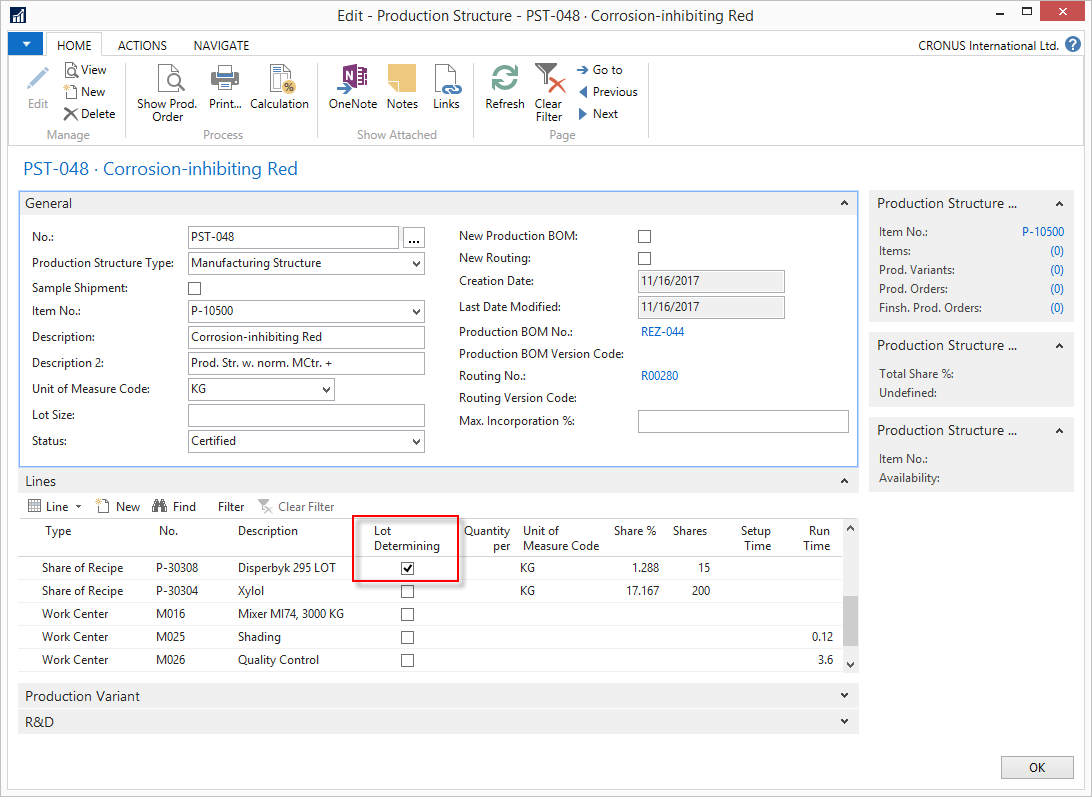 Edit - Production Structure - PST-048 · Corrosion-inhibiting Red
HOME ACTIONS NAVIGATE CRONUS International Ltd. ?
Edit
View
New
Delete
Manage
Show Prod. Order
Print...
Calculation
Process
OneNote
Notes
Links
Show Attached
Refresh
Clear Filter
Go to
Previous
Next
Page
PST-048 · Corrosion-inhibiting Red
General
No.: PST-048 ...
Production Structure Type: Manufacturing Structure
Sample Shipment:
Item No.: P-10500
Description: Corrosion-inhibiting Red
Description 2: Prod. Str. w. norm. MCtr. +
Unit of Measure Code: KG
Lot Size:
Status: Certified
New Production BOM:
New Routing:
Creation Date: 11/16/2017
Last Date Modified: 11/16/2017
Production BOM No.: REZ-044
Production BOM Version Code:
Routing No.: R00280
Routing Version Code:
Max. Incorporation %:
Lines
Line New Find Filter Clear Filter
Type No. Description Lot Determining Quantity per Unit of Measure Code Share % Shares Setup Time Run Time
Share of Recipe P-30308 Disperbyk 295 LOT KG 1.288 15
Share of Recipe P-30304 Xylol KG 17.167 200
Work Center M016 Mixer MI74, 3000 KG
Work Center M025 Shading 0.12
Work Center M026 Quality Control 3.6
Production Variant
R&D
Production Structure ...
Item No.: P-10500
Items: (0)
Prod. Variants: (0)
Prod. Orders: (0)
Finsh. Prod. Orders: (0)
Production Structure ...
Total Share %:
Undefined:
Production Structure ...
Item No.:
Availability:
OK